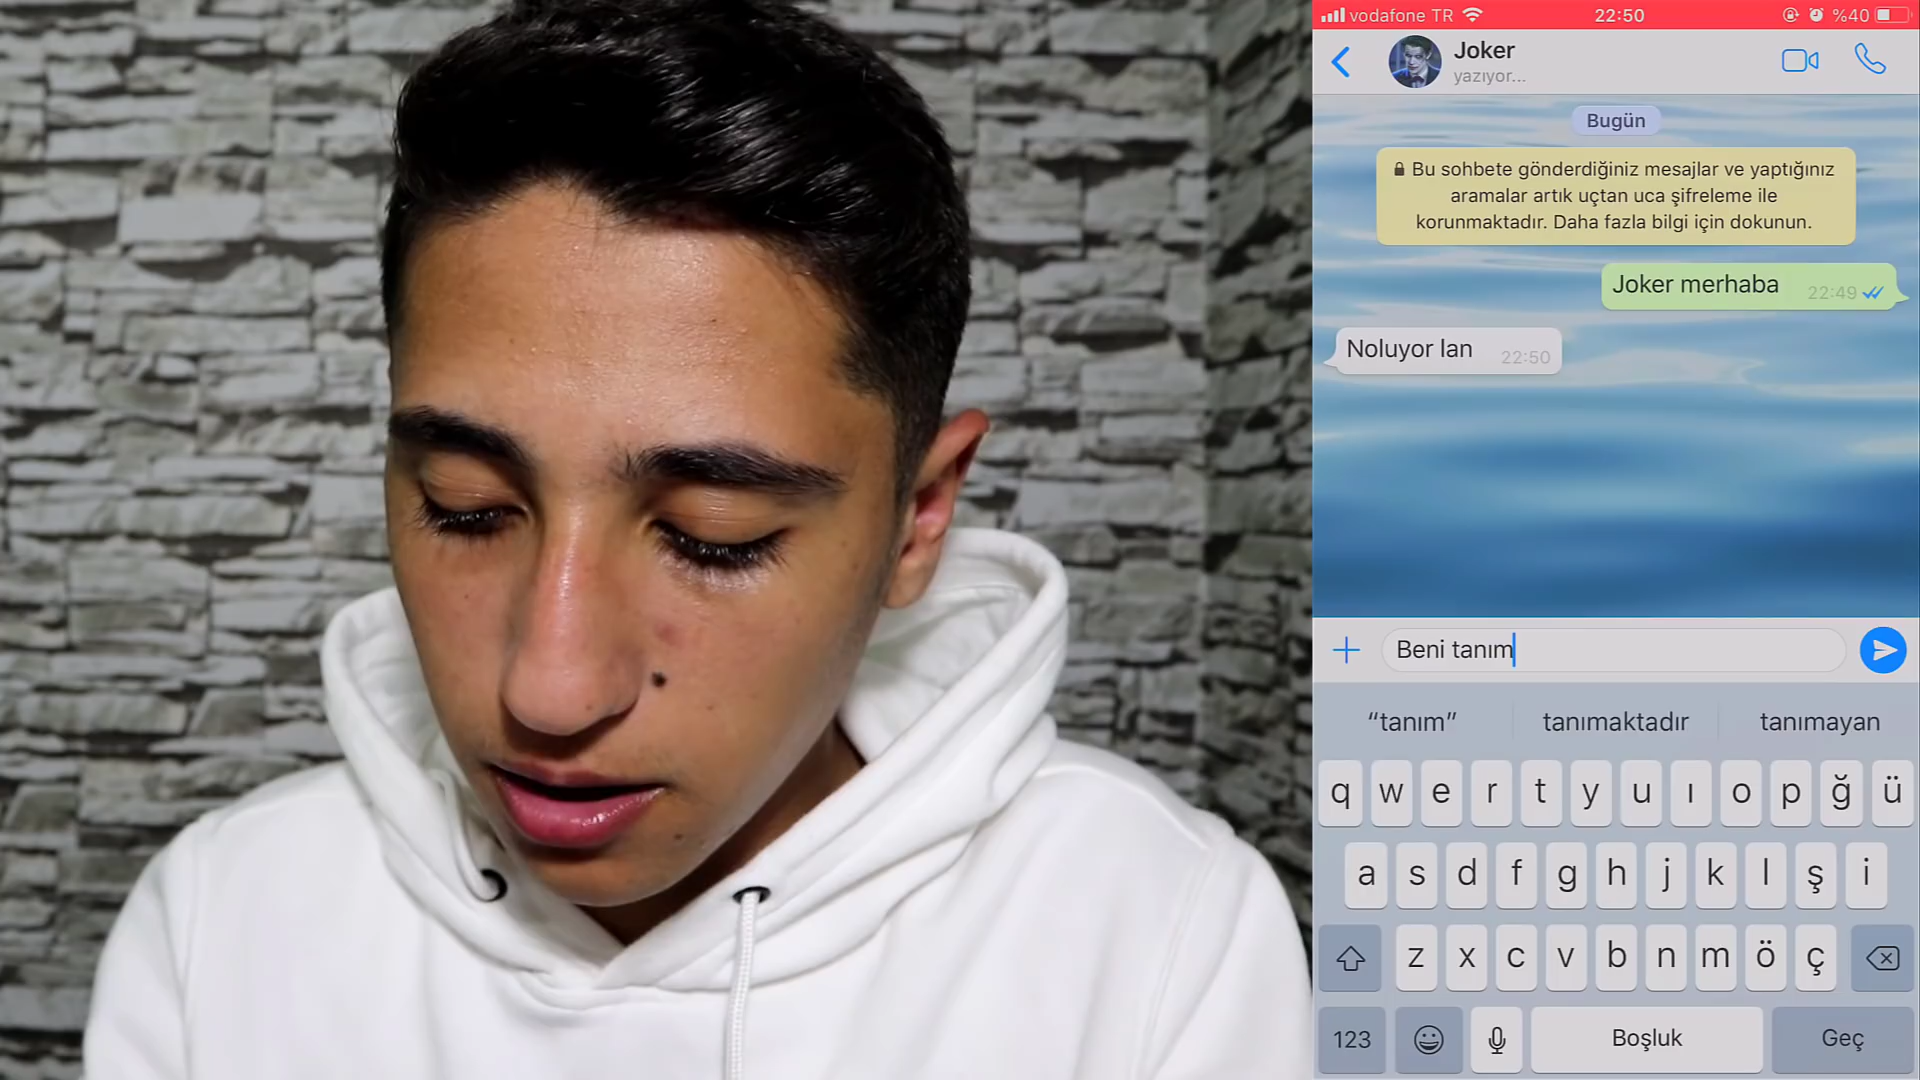 vodafone TR
22:50
%40
Joker
yazıyor...
Bugün
Bu sohbete gönderdiğiniz mesajlar ve yaptığınız
aramalar artık uçtan uca şifreleme ile
korunmaktadır. Daha fazla bilgi için dokunun.
Joker merhaba 22:49
Noluyor lan 22:50
Beni tanım
“tanım” tanımaktadır tanımayan
q w e r t y u ı o p ğ ü
a s d f g h j k l ş i
z x c v b n m ö ç
123 Boşluk Geç